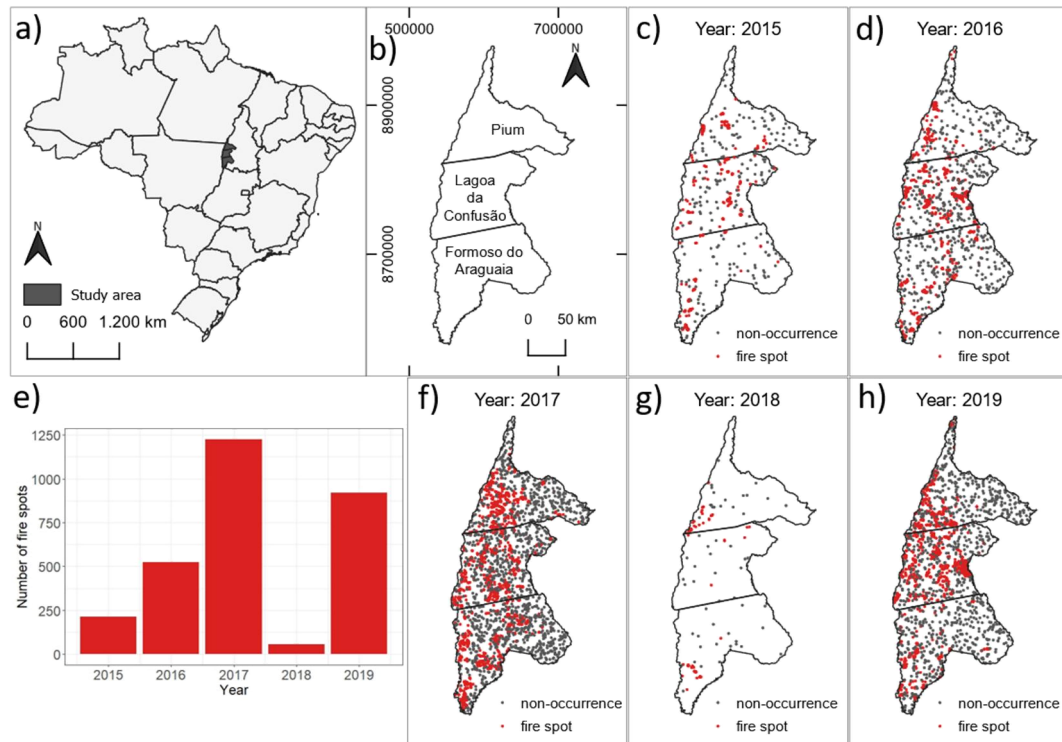 a)
N
Study area
0 600 1.200 km
b)
500000 700000
N
8900000
8700000
Pium
Lagoa
da
Confusão
Formoso do
Araguaia
0 50 km
c)
Year: 2015
non-occurrence
fire spot
d)
Year: 2016
non-occurrence
fire spot
e)
Number of fire spots
1250
1000
750
500
250
0
2015 2016 2017 2018 2019
Year
f)
Year: 2017
non-occurrence
fire spot
g)
Year: 2018
non-occurrence
fire spot
h)
Year: 2019
non-occurrence
fire spot